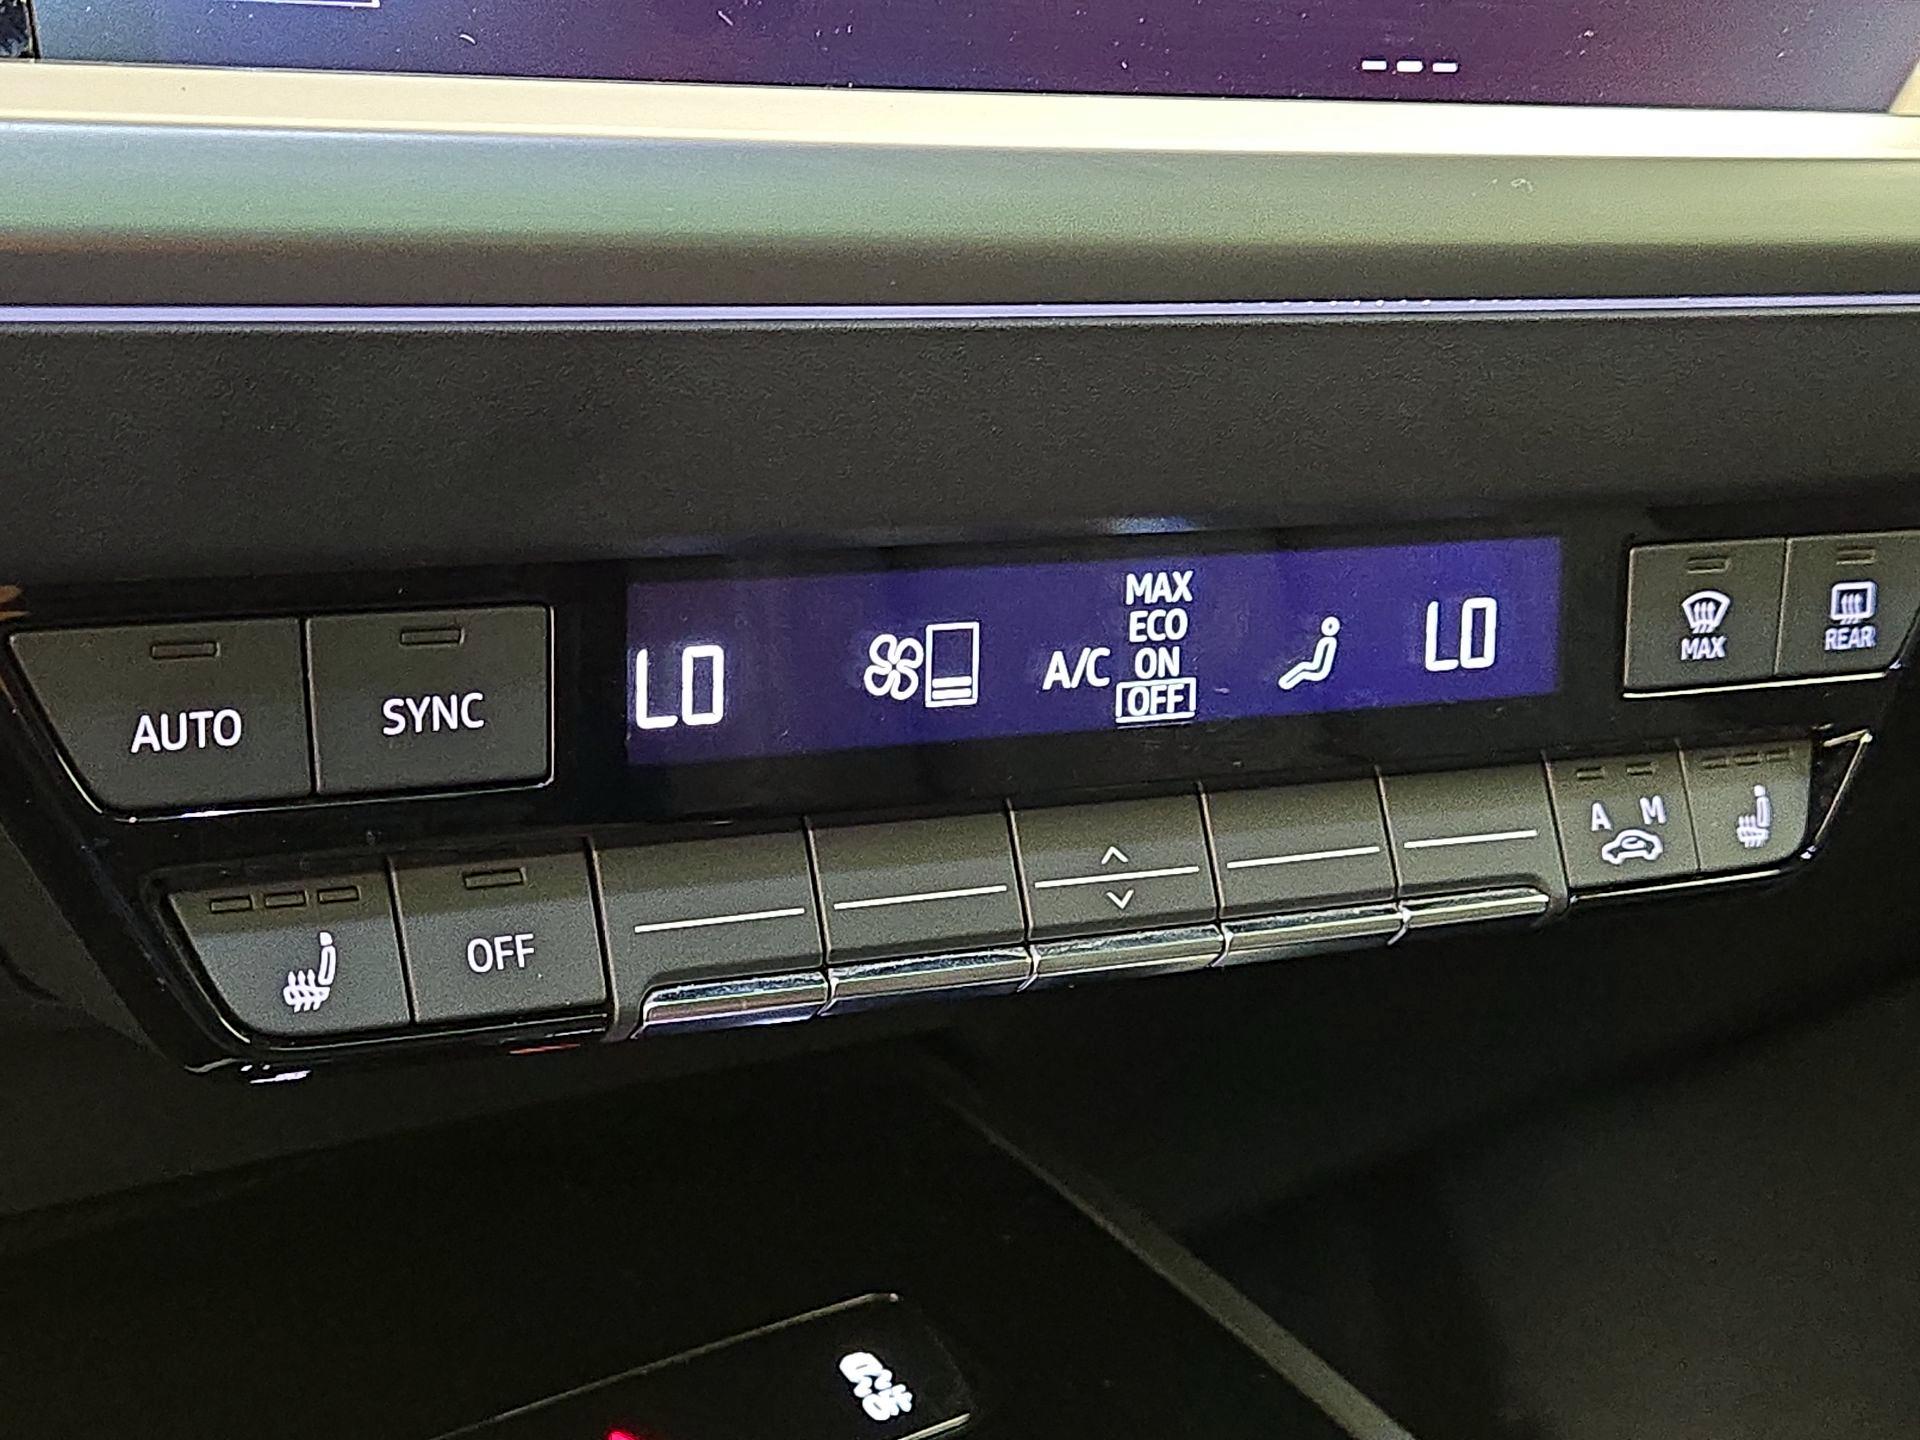 ---
MAX
ECO
LO A/C ON LO
OFF
AUTO SYNC
MAX REAR
A M
OFF